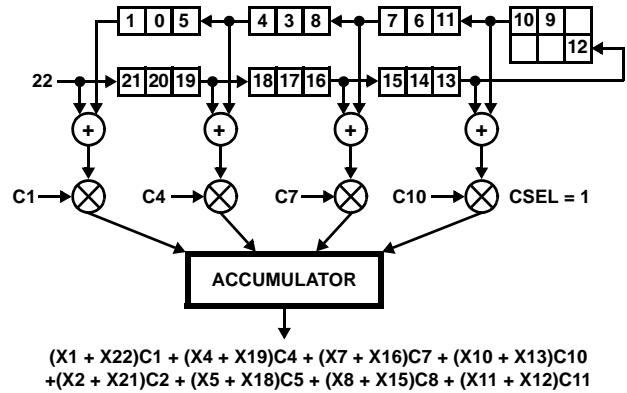 1 0 5 4 3 8 7 6 11 10 9
12
22 21 20 19 18 17 16 15 14 13
+ + + +
C1 C4 C7 C10 CSEL = 1
ACCUMULATOR
(X1 + X22)C1 + (X4 + X19)C4 + (X7 + X16)C7 + (X10 + X13)C10
+(X2 + X21)C2 + (X5 + X18)C5 + (X8 + X15)C8 + (X11 + X12)C11